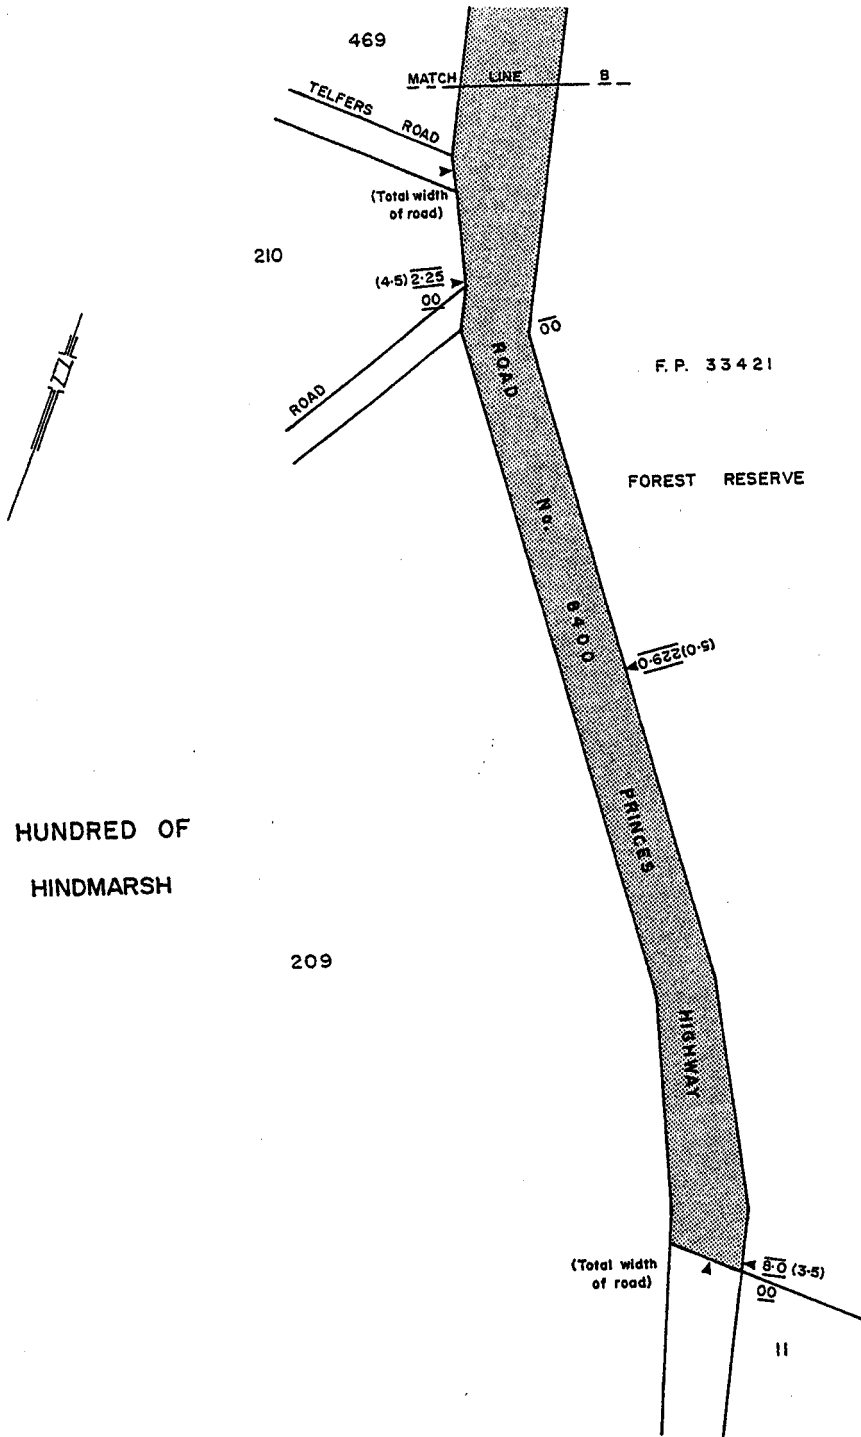 469
MATCH LINE B
TELFERS ROAD
(Total width
of road)
210
(4·5) 2·25
00
00
ROAD
F. P. 33421
FOREST RESERVE
ROAD No. 8400 PRINCES HIGHWAY
(5·0) 229·0
HUNDRED OF
HINDMARSH
209
(Total width
of road)
8·0 (3·5)
00
11